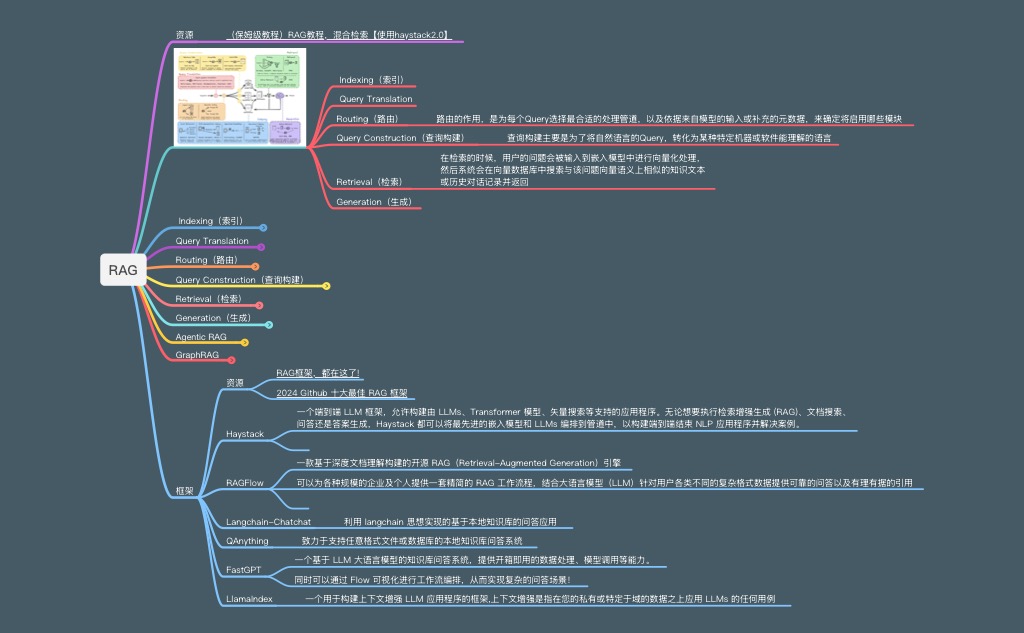 资源
（保姆级教程）RAG教程，混合检索【使用haystack2.0】
Indexing（索引）
Query Translation
Routing（路由）
路由的作用，是为每个Query选择最合适的处理管道，以及依据来自模型的输入或补充的元数据，来确定将启用哪些模块
Query Construction（查询构建）
查询构建主要是为了将自然语言的Query，转化为某种特定机器或软件能理解的语言
Retrieval（检索）
在检索的时候，用户的问题会被输入到嵌入模型中进行向量化处理，
然后系统会在向量数据库中搜索与该问题向量语义上相似的知识文本
或历史对话记录并返回
Generation（生成）
RAG
Indexing（索引）
Query Translation
Routing（路由）
Query Construction（查询构建）
Retrieval（检索）
Generation（生成）
Agentic RAG
GraphRAG
框架
资源
RAG框架，都在这了!
2024 Github 十大最佳 RAG 框架
Haystack
一个端到端 LLM 框架，允许构建由 LLMs、Transformer 模型、矢量搜索等支持的应用程序。无论想要执行检索增强生成 (RAG)、文档搜索、
问答还是答案生成，Haystack 都可以将最先进的嵌入模型和 LLMs 编排到管道中，以构建端到端结束 NLP 应用程序并解决案例。
RAGFlow
一款基于深度文档理解构建的开源 RAG（Retrieval-Augmented Generation）引擎
可以为各种规模的企业及个人提供一套精简的 RAG 工作流程，结合大语言模型（LLM）针对用户各类不同的复杂格式数据提供可靠的问答以及有理有据的引用
Langchain-Chatchat
利用 langchain 思想实现的基于本地知识库的问答应用
QAnything
致力于支持任意格式文件或数据库的本地知识库问答系统
FastGPT
一个基于 LLM 大语言模型的知识库问答系统，提供开箱即用的数据处理、模型调用等能力。
同时可以通过 Flow 可视化进行工作流编排，从而实现复杂的问答场景！
LlamaIndex
一个用于构建上下文增强 LLM 应用程序的框架,上下文增强是指在您的私有或特定于域的数据之上应用 LLMs 的任何用例